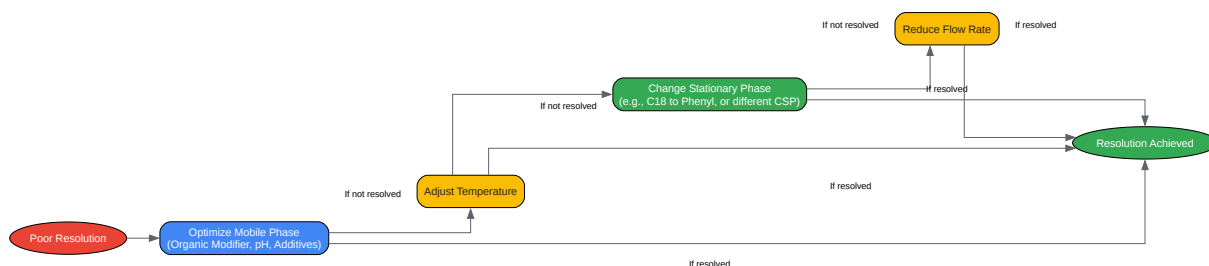 If not resolved
Reduce Flow Rate
If resolved
Change Stationary Phase
(e.g., C18 to Phenyl, or different CSP)
If resolved
If not resolved
Resolution Achieved
If not resolved
Adjust Temperature
If resolved
Poor Resolution
Optimize Mobile Phase
(Organic Modifier, pH, Additives)
If resolved